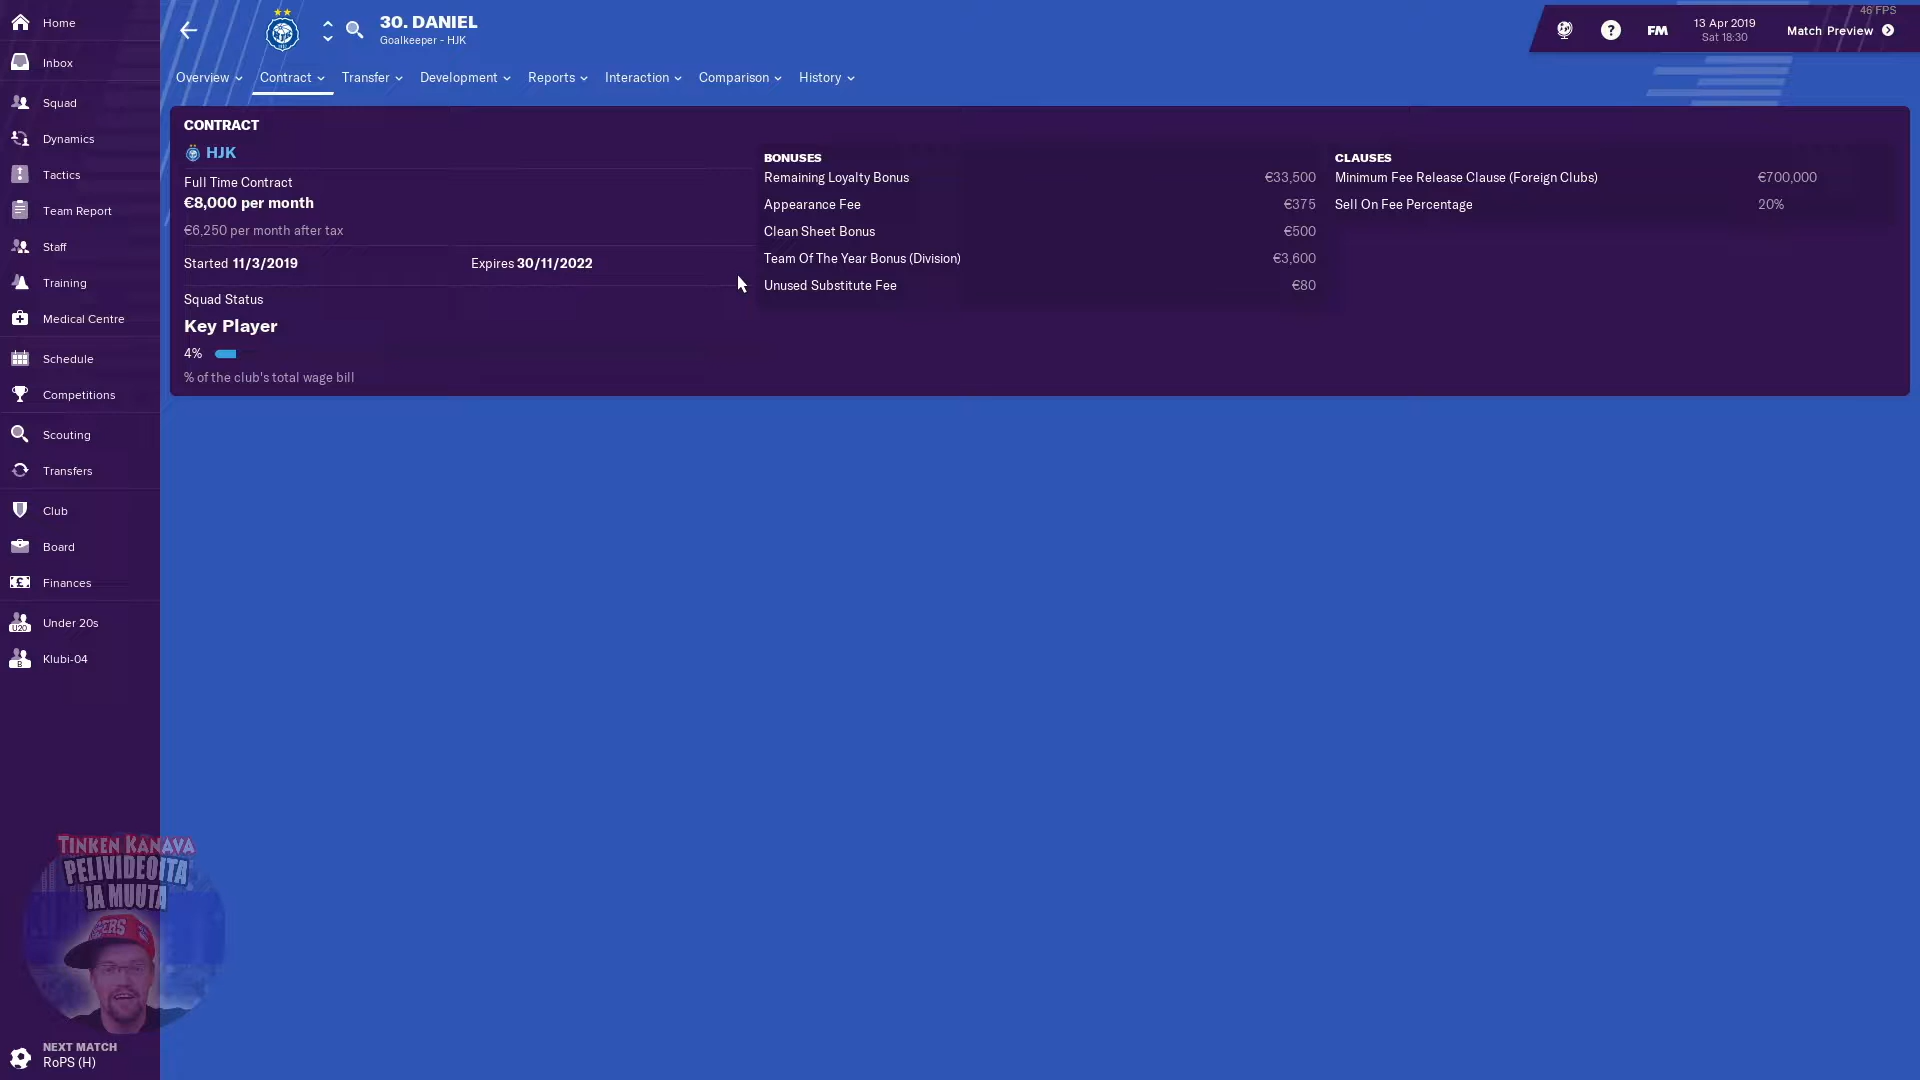 46 FPS
Home
Inbox
Squad
Dynamics
Tactics
Team Report
Staff
Training
Medical Centre
Schedule
Competitions
Scouting
Transfers
Club
Board
Finances
U20 Under 20s
B Klubi-04
NEXT MATCH
RoPS (H)
30. DANIEL
Goalkeeper - HJK
FM
13 Apr 2019
Sat 18:30
Match Preview
Overview Contract Transfer Development Reports Interaction Comparison History
CONTRACT
HJK
Full Time Contract
€8,000 per month
€6,250 per month after tax
Started 11/3/2019 Expires 30/11/2022
Squad Status
Key Player
4%
% of the club's total wage bill
BONUSES
Remaining Loyalty Bonus €33,500
Appearance Fee €375
Clean Sheet Bonus €500
Team Of The Year Bonus (Division) €3,600
Unused Substitute Fee €80
CLAUSES
Minimum Fee Release Clause (Foreign Clubs) €700,000
Sell On Fee Percentage 20%
TINKEN KANAVA
PELIVIDEOITA
JA MUUTA